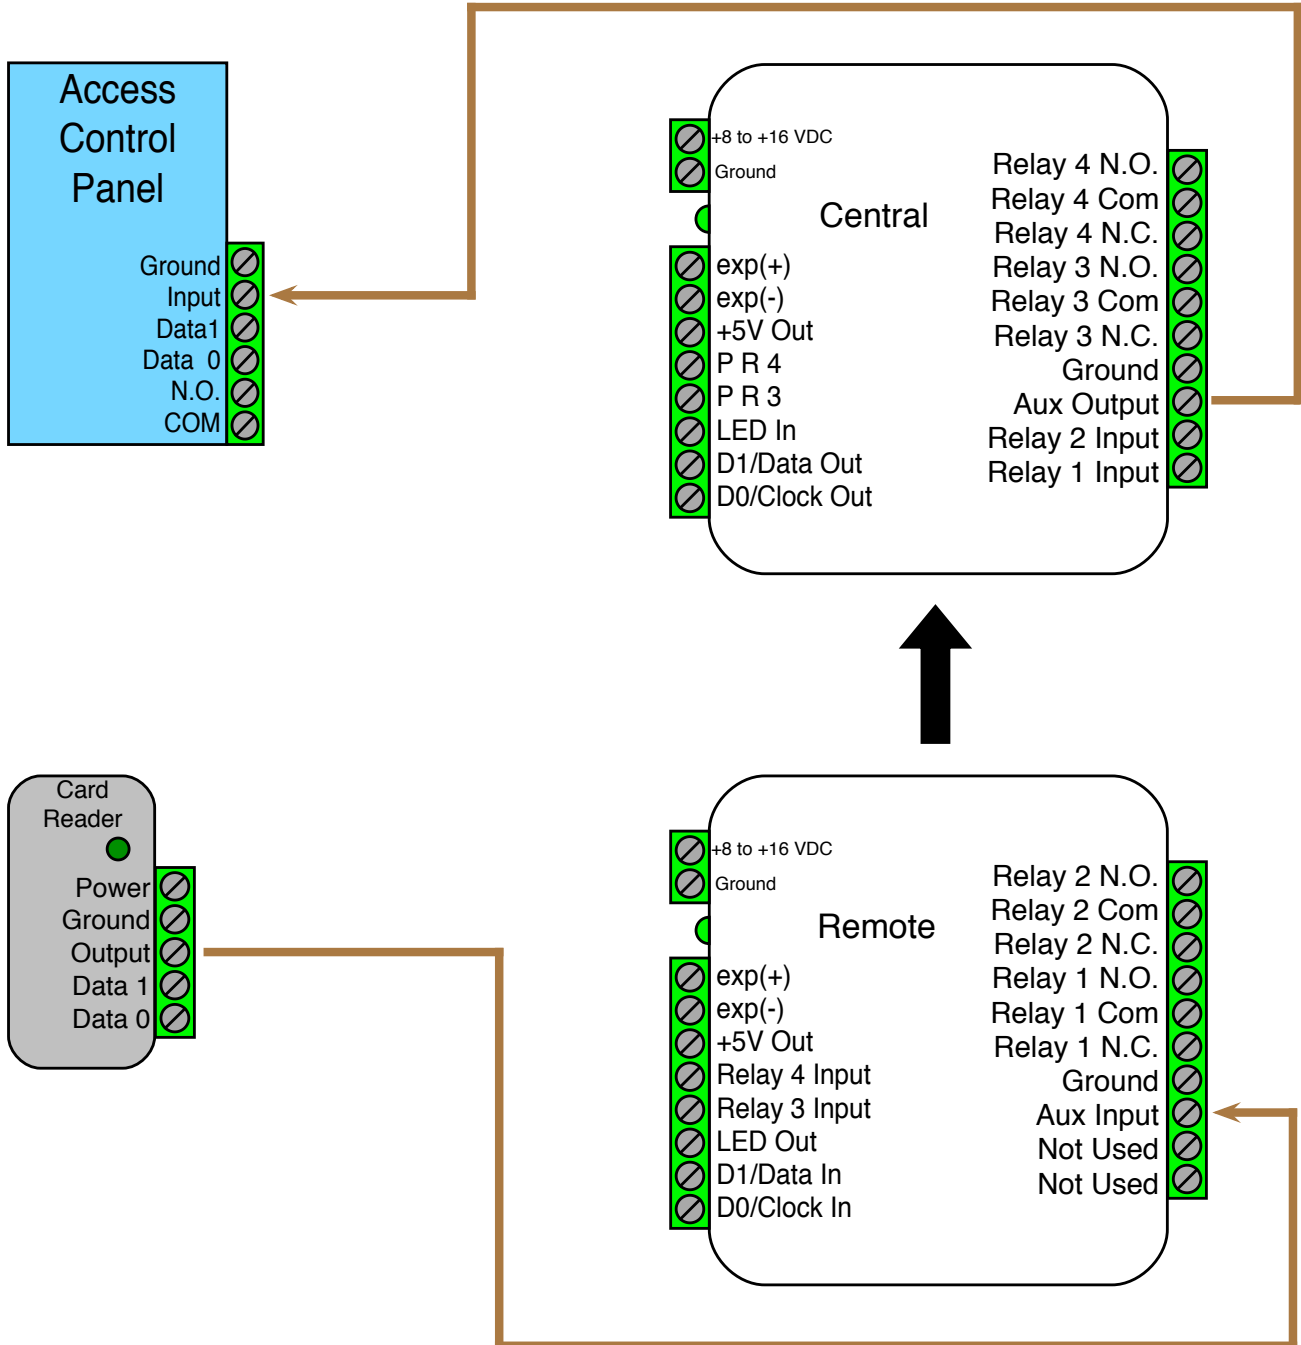 Access
Control
Panel
Ground
Input
Data1
Data 0
N.O.
COM
+8 to +16 VDC
Ground
Central
exp(+)
exp(-)
+5V Out
P R 4
P R 3
LED In
D1/Data Out
D0/Clock Out
Relay 4 N.O.
Relay 4 Com
Relay 4 N.C.
Relay 3 N.O.
Relay 3 Com
Relay 3 N.C.
Ground
Aux Output
Relay 2 Input
Relay 1 Input
Card
Reader
Power
Ground
Output
Data 1
Data 0
+8 to +16 VDC
Ground
Remote
exp(+)
exp(-)
+5V Out
Relay 4 Input
Relay 3 Input
LED Out
D1/Data In
D0/Clock In
Relay 2 N.O.
Relay 2 Com
Relay 2 N.C.
Relay 1 N.O.
Relay 1 Com
Relay 1 N.C.
Ground
Aux Input
Not Used
Not Used